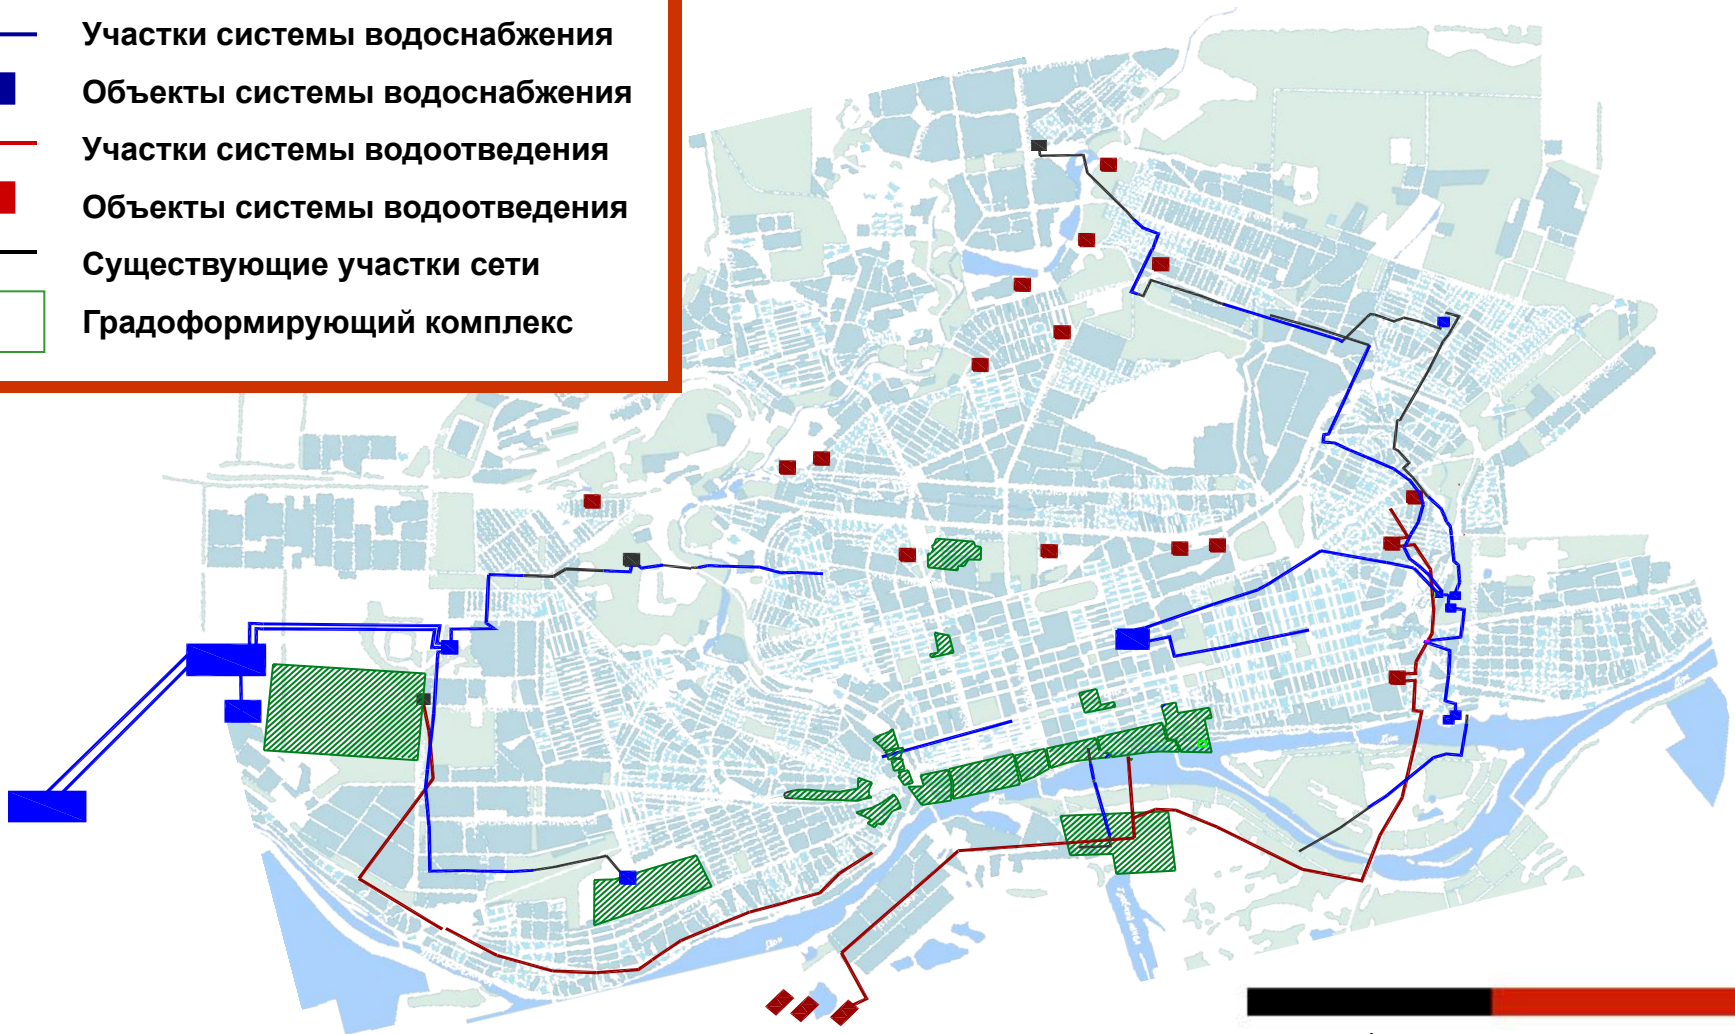 Участки системы водоснабжения
Объекты системы водоснабжения
Участки системы водоотведения
Объекты системы водоотведения
Существующие участки сети
Градоформирующий комплекс